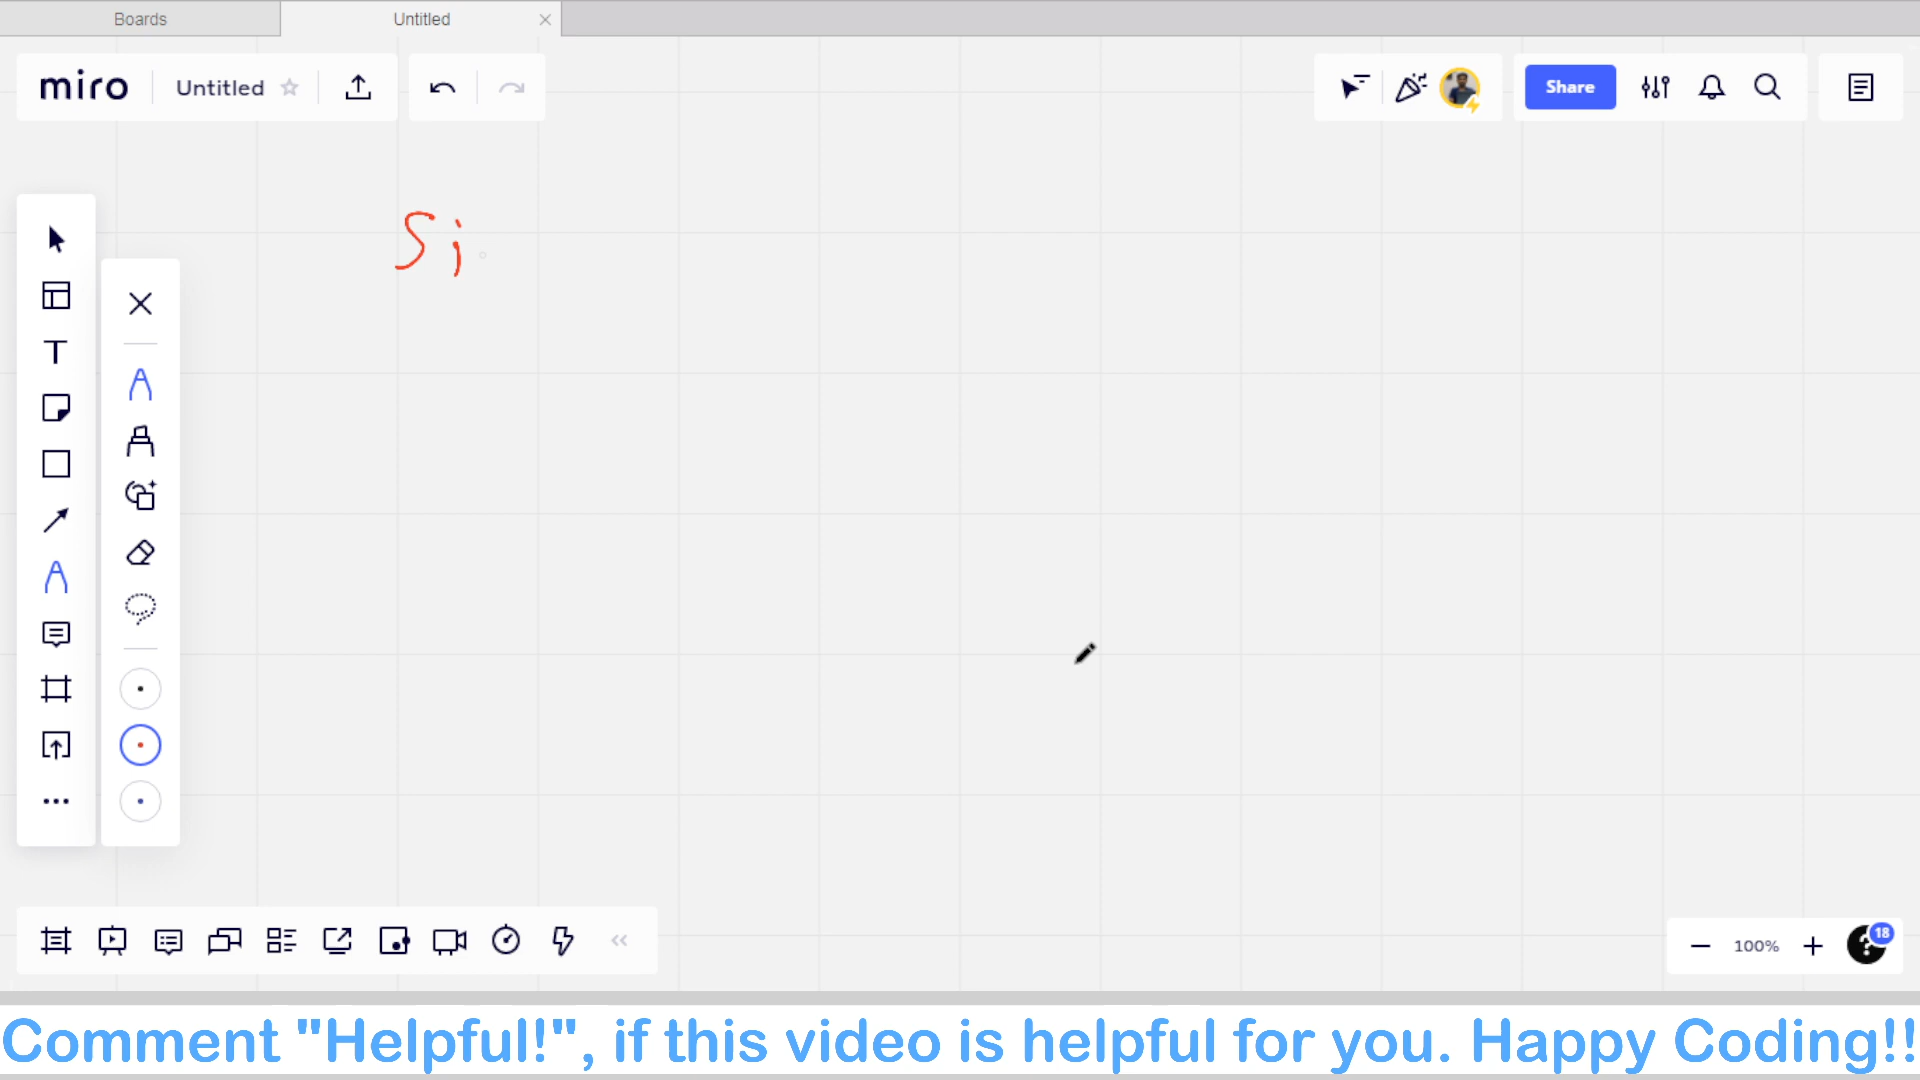 Boards
Untitled
miro
Untitled
Share
Si
T
100%
18
?
Comment "Helpful!", if this video is helpful for you. Happy Coding!!